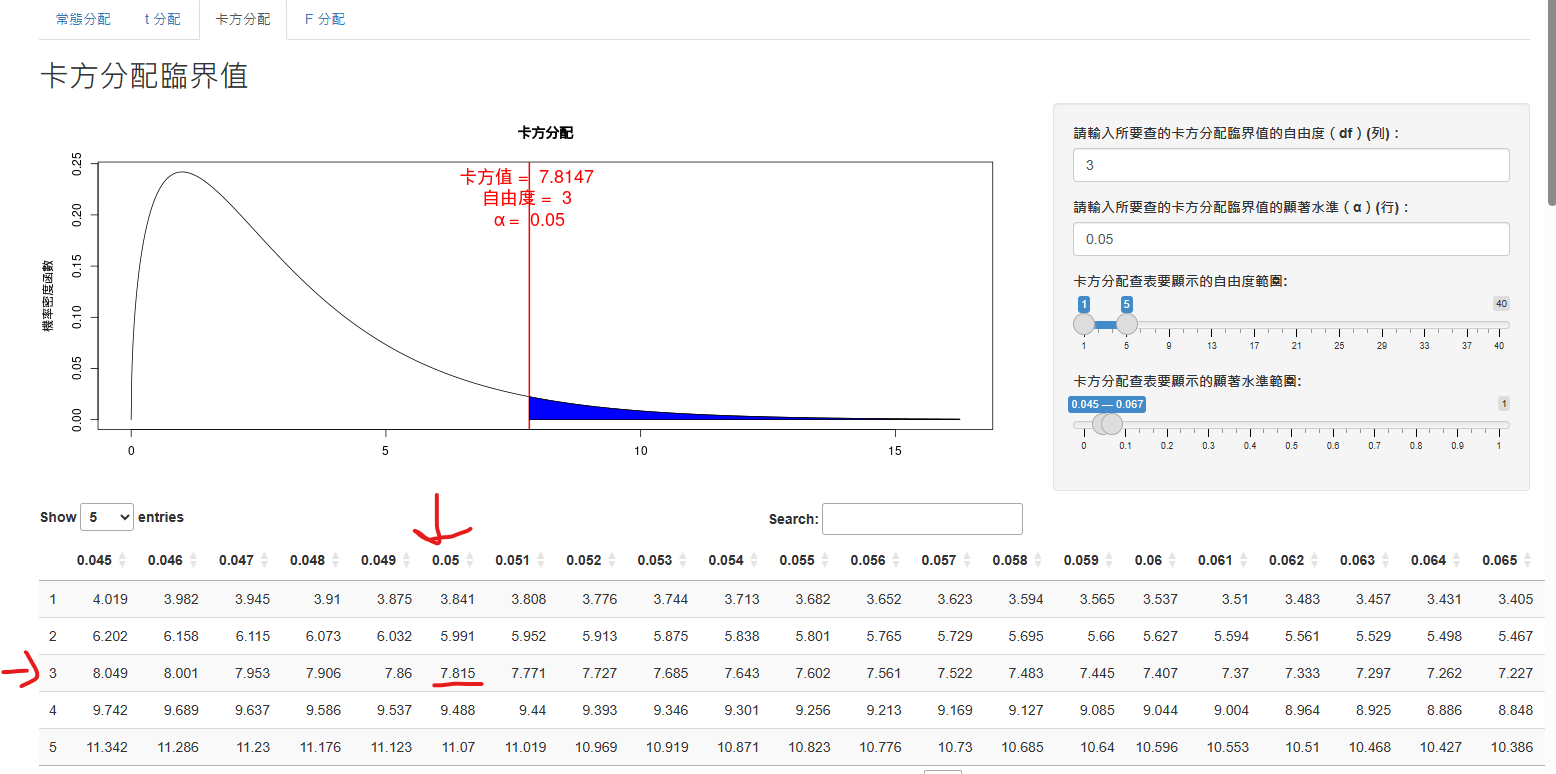 常態分配 t 分配 卡方分配 F 分配
卡方分配臨界值
卡方分配
卡方值 = 7.8147
自由度 = 3
α = 0.05
機率密度函數
0.25
0.20
0.15
0.10
0.05
0.00
0 5 10 15
請輸入所要查的卡方分配臨界值的自由度 ( df ) (列) :
3
請輸入所要查的卡方分配臨界值的顯著水準 ( α ) (行) :
0.05
卡方分配查表要顯示的自由度範圍:
1 5 40
1 5 9 13 17 21 25 29 33 37 40
卡方分配查表要顯示的顯著水準範圍:
0.045 — 0.067 1
0 0.1 0.2 0.3 0.4 0.5 0.6 0.7 0.8 0.9 1
Show 5 entries
Search:
0.045 0.046 0.047 0.048 0.049 0.05 0.051 0.052 0.053 0.054 0.055 0.056 0.057 0.058 0.059 0.06 0.061 0.062 0.063 0.064 0.065
1 4.019 3.982 3.945 3.91 3.875 3.841 3.808 3.776 3.744 3.713 3.682 3.652 3.623 3.594 3.565 3.537 3.51 3.483 3.457 3.431 3.405
2 6.202 6.158 6.115 6.073 6.032 5.991 5.952 5.913 5.875 5.838 5.801 5.765 5.729 5.695 5.66 5.627 5.594 5.561 5.529 5.498 5.467
3 8.049 8.001 7.953 7.906 7.86 7.815 7.771 7.727 7.685 7.643 7.602 7.561 7.522 7.483 7.445 7.407 7.37 7.333 7.297 7.262 7.227
4 9.742 9.689 9.637 9.586 9.537 9.488 9.44 9.393 9.346 9.301 9.256 9.213 9.169 9.127 9.085 9.044 9.004 8.964 8.925 8.886 8.848
5 11.342 11.286 11.23 11.176 11.123 11.07 11.019 10.969 10.919 10.871 10.823 10.776 10.73 10.685 10.64 10.596 10.553 10.51 10.468 10.427 10.386